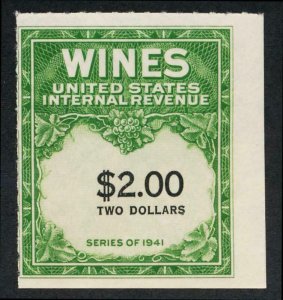 WINES
UNITED STATES
INTERNAL REVENUE
$2.00
TWO DOLLARS
SERIES OF 1941